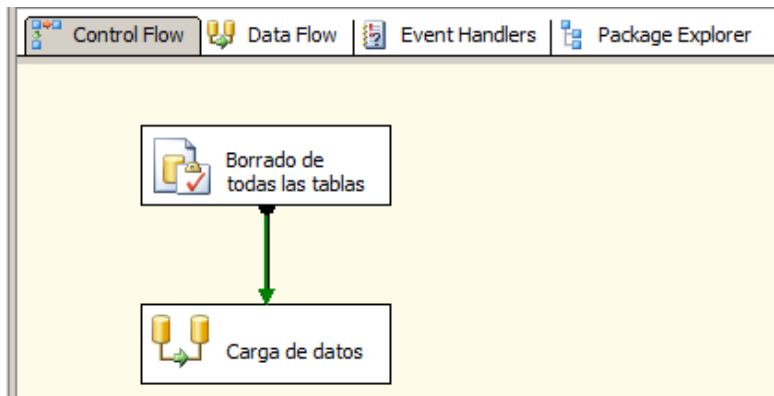 Control Flow Data Flow Event Handlers Package Explorer
Borrado de
todas las tablas
Carga de datos